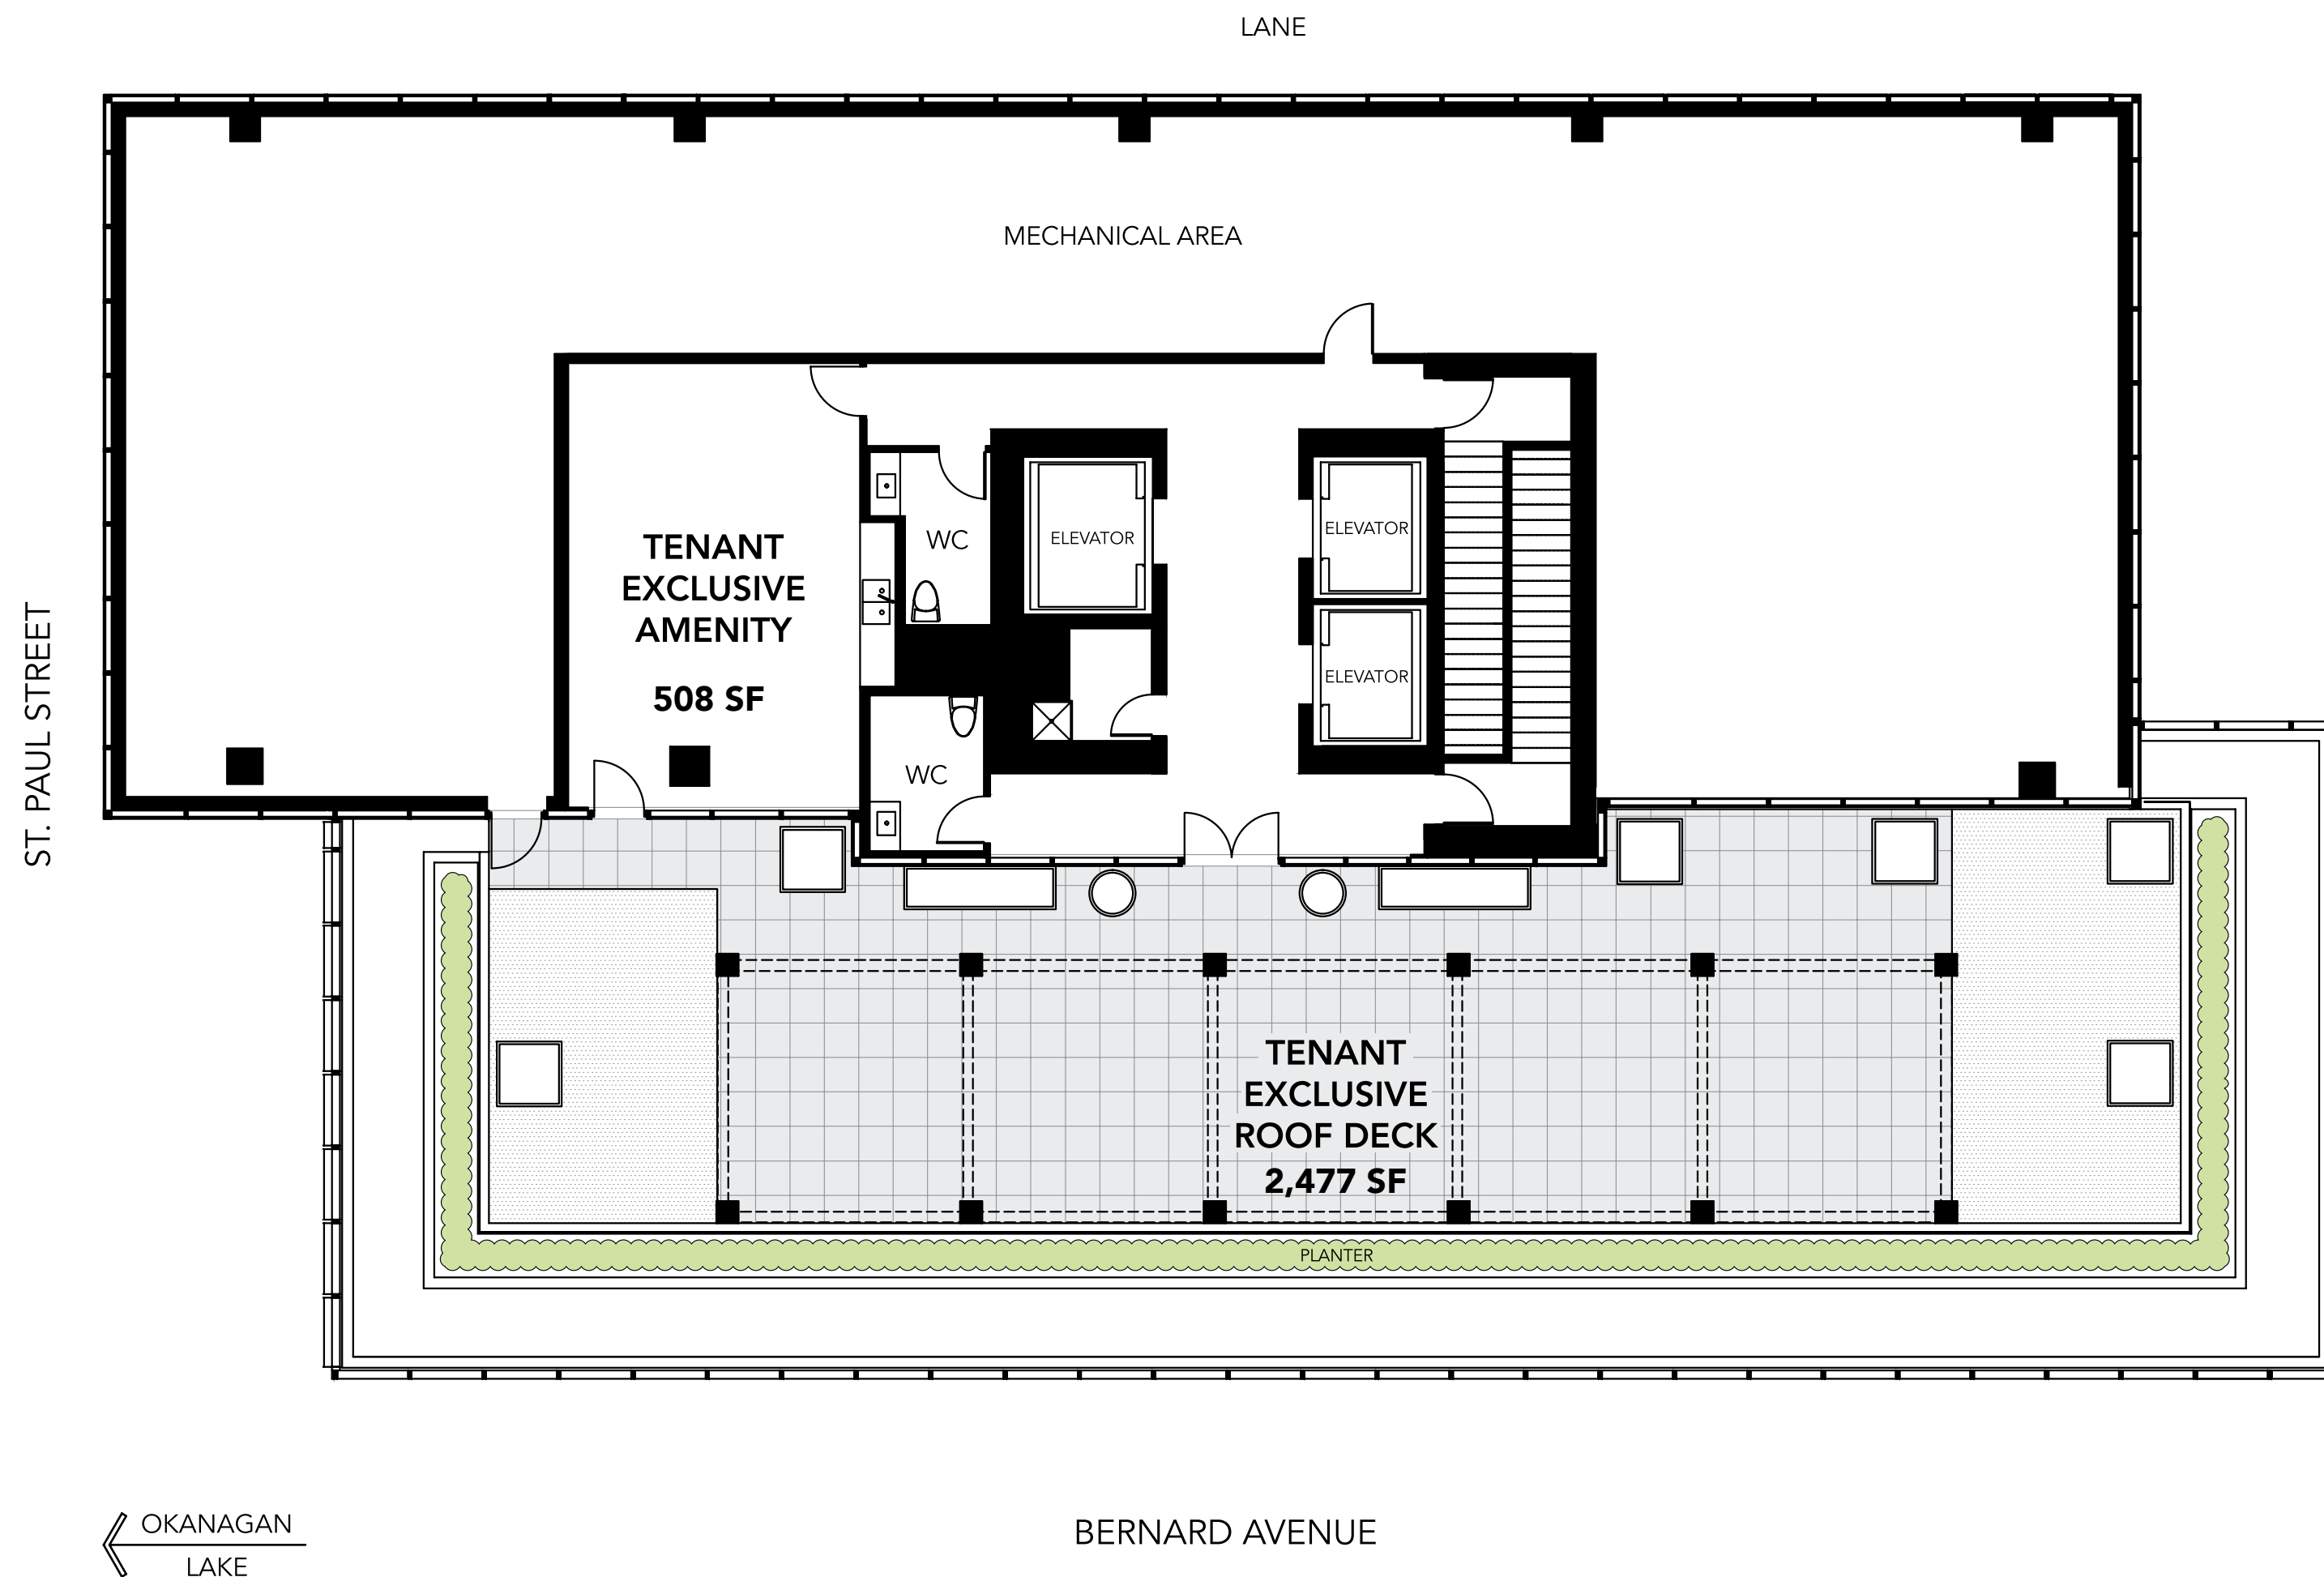 LANE
MECHANICAL AREA
TENANT
EXCLUSIVE
AMENITY
508 SF
WC
ELEVATOR
ELEVATOR
ELEVATOR
WC
ST. PAUL STREET
TENANT
EXCLUSIVE
ROOF DECK
2,477 SF
PLANTER
OKANAGAN
LAKE
BERNARD AVENUE